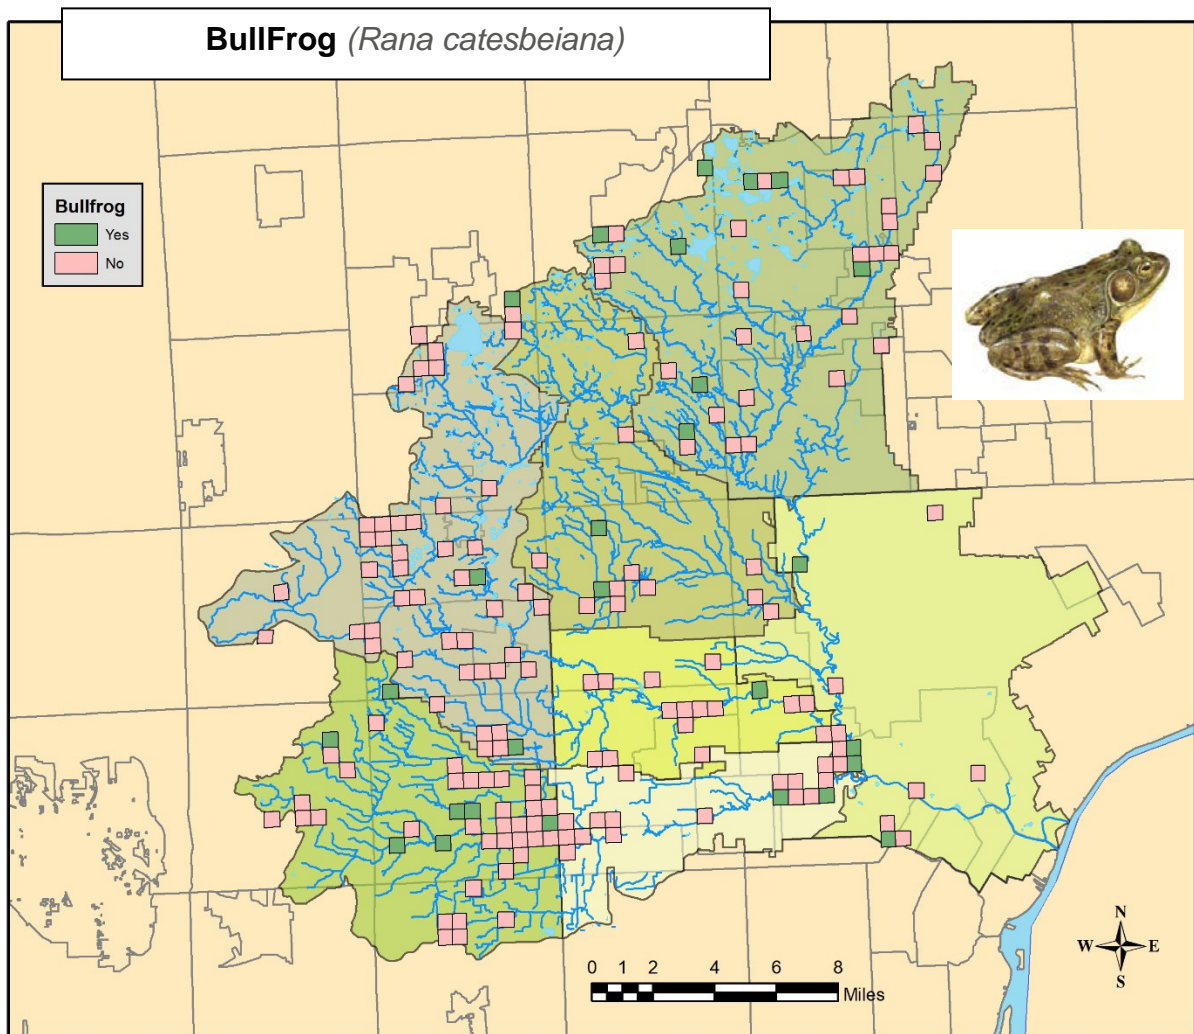 BullFrog (Rana catesbeiana)
Bullfrog
Yes
No
N
W E
S
0 1 2 4 6 8
Miles